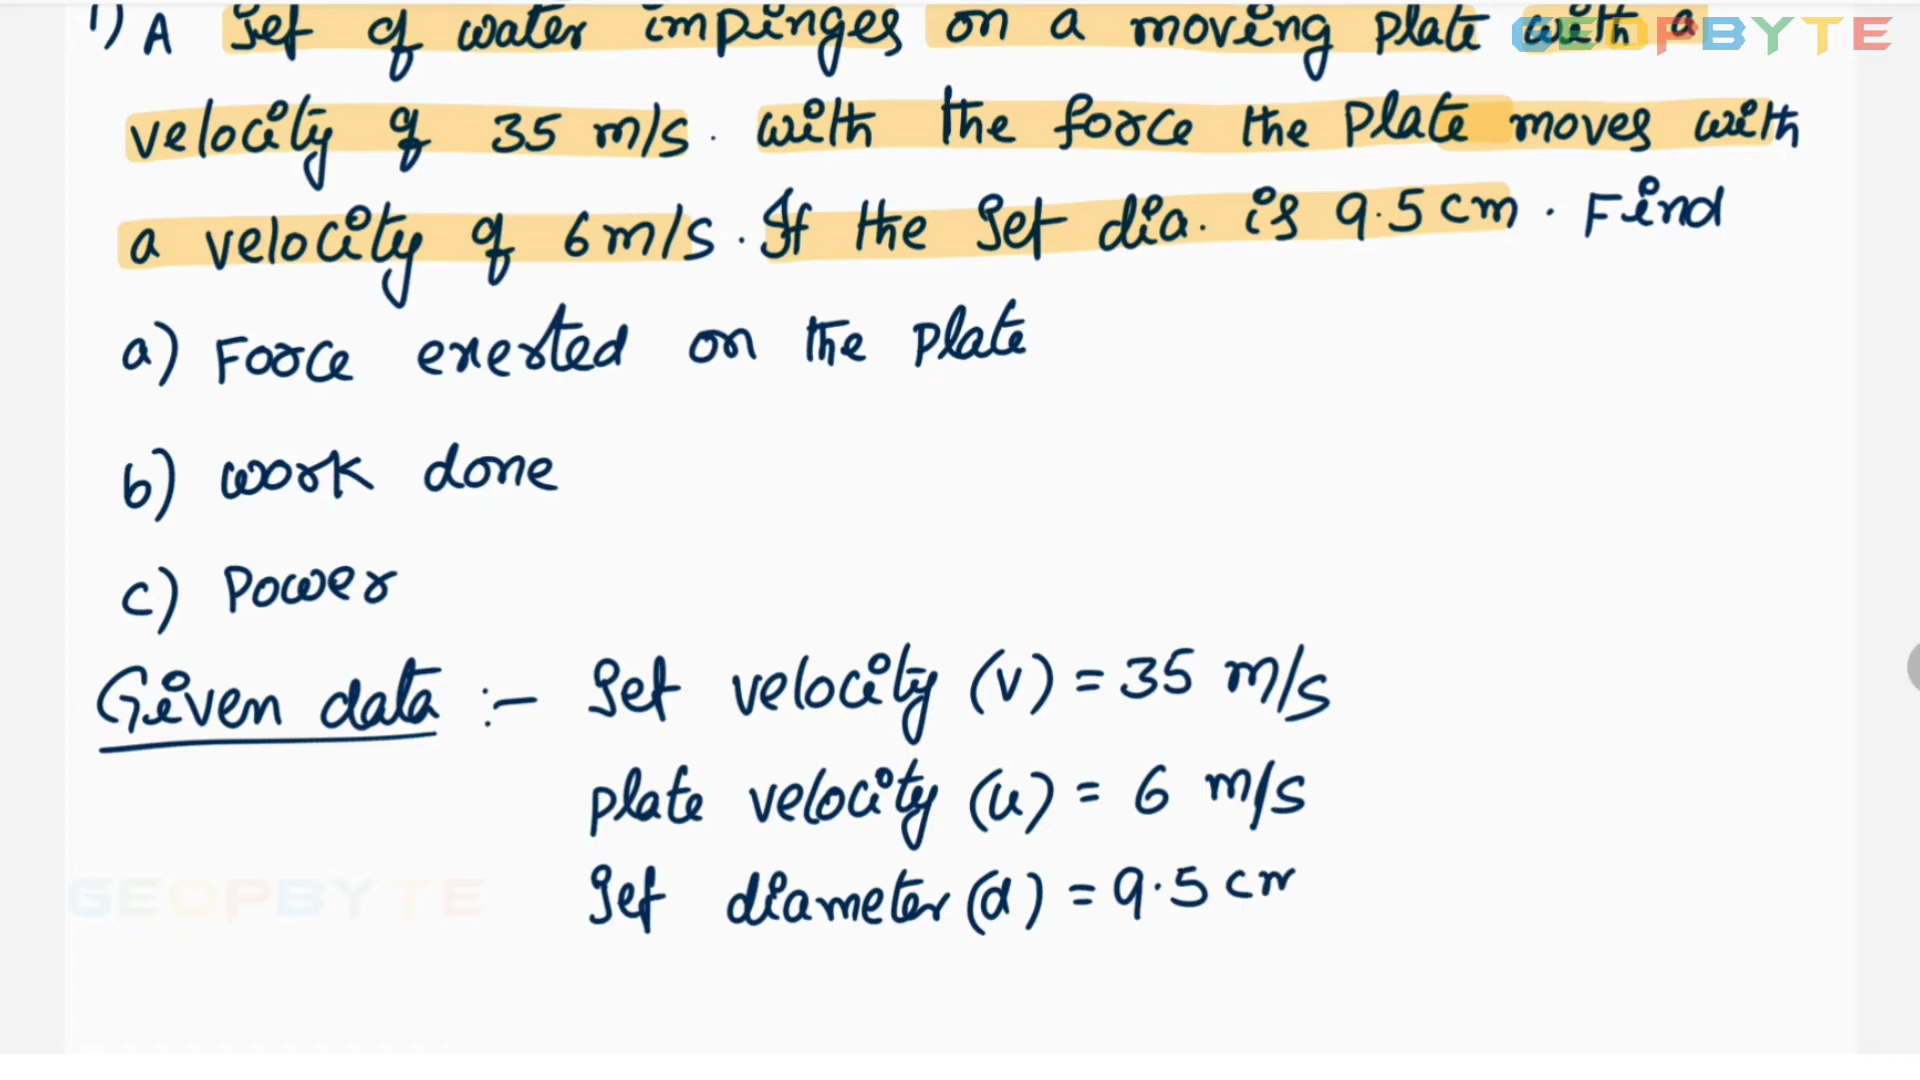 1) A Jet of water impinges on a moving plate with a
GEOPBYTE
velocity of 35 m/s. with the force the plate moves with
a velocity of 6 m/s. If the Jet dia. is 9.5 cm. Find
a) Force exerted on the plate
b) work done
c) Power
Given data :- Jet velocity (v) = 35 m/s
plate velocity (u) = 6 m/s
Jet diameter (d) = 9.5 cm
GEOPBYTE